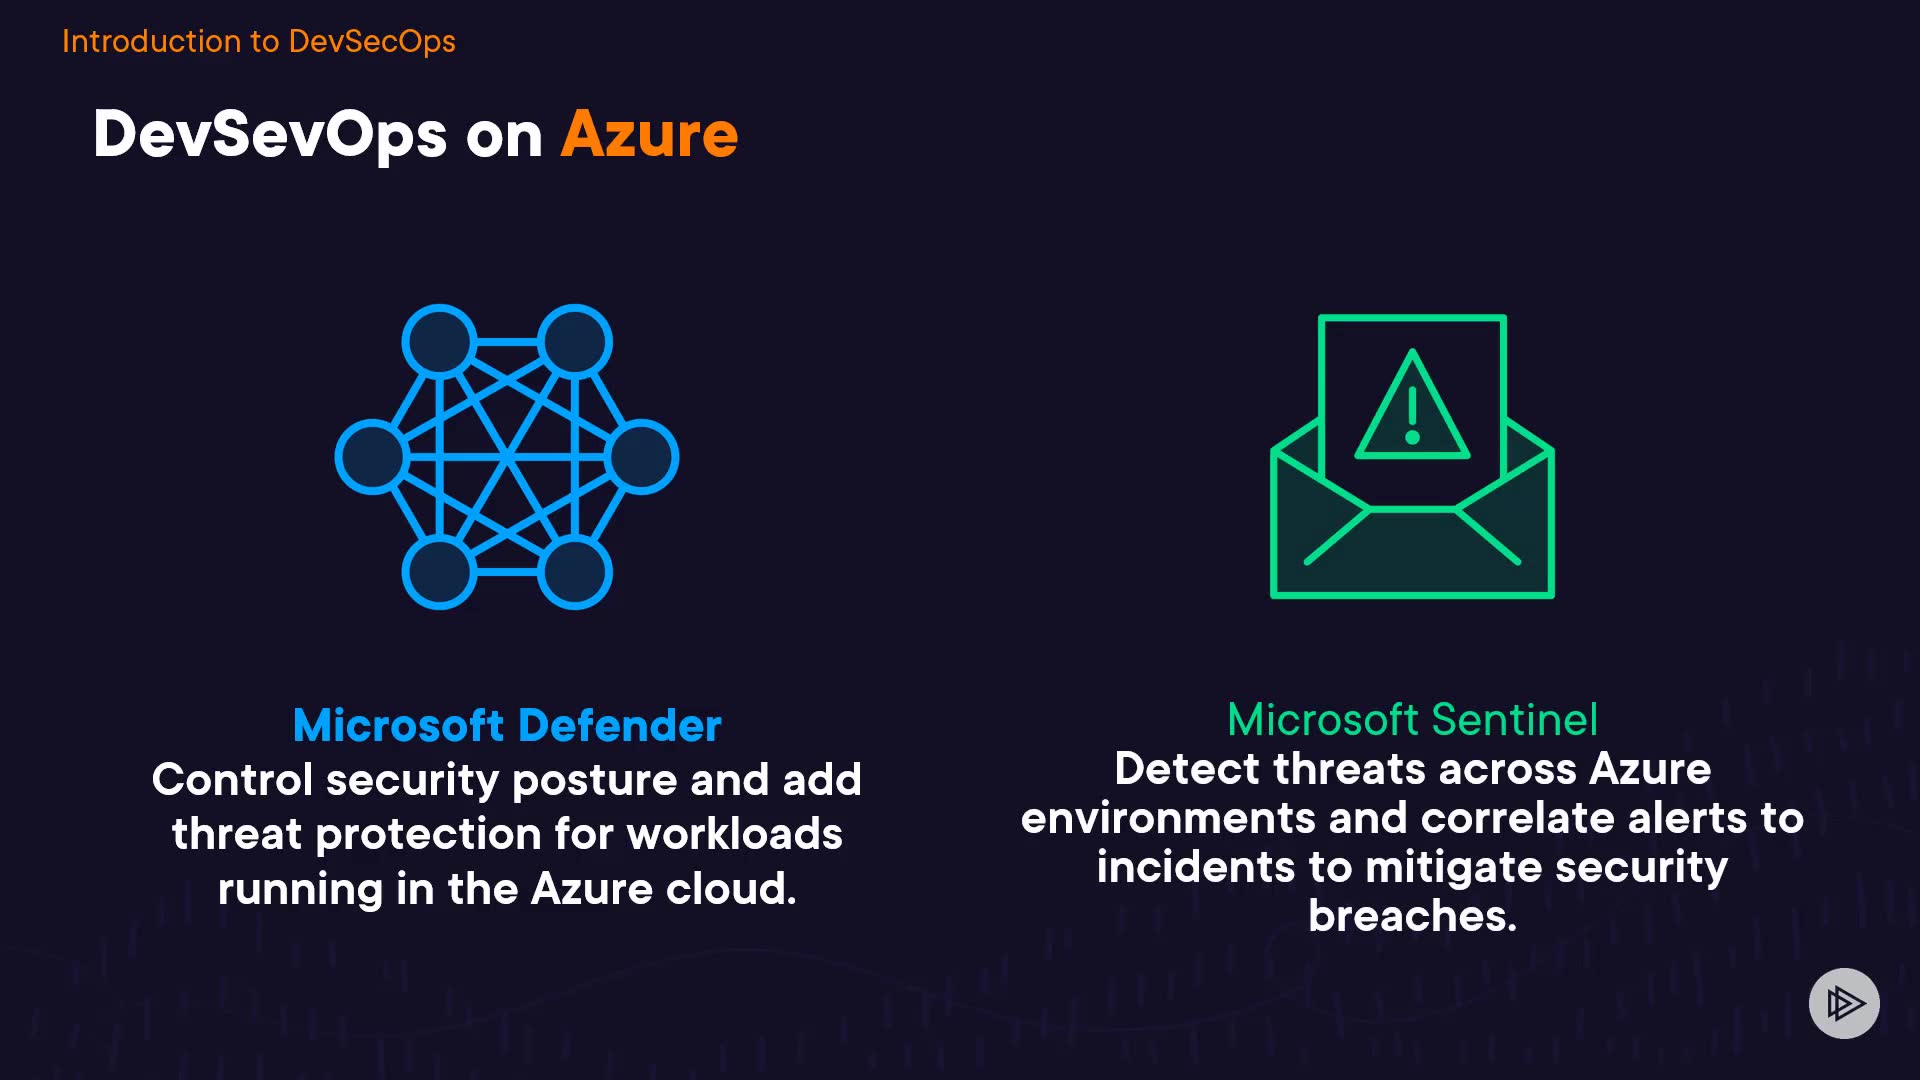 Introduction to DevSecOps
DevSevOps on Azure
Microsoft Defender
Control security posture and add
threat protection for workloads
running in the Azure cloud.
Microsoft Sentinel
Detect threats across Azure
environments and correlate alerts to
incidents to mitigate security
breaches.